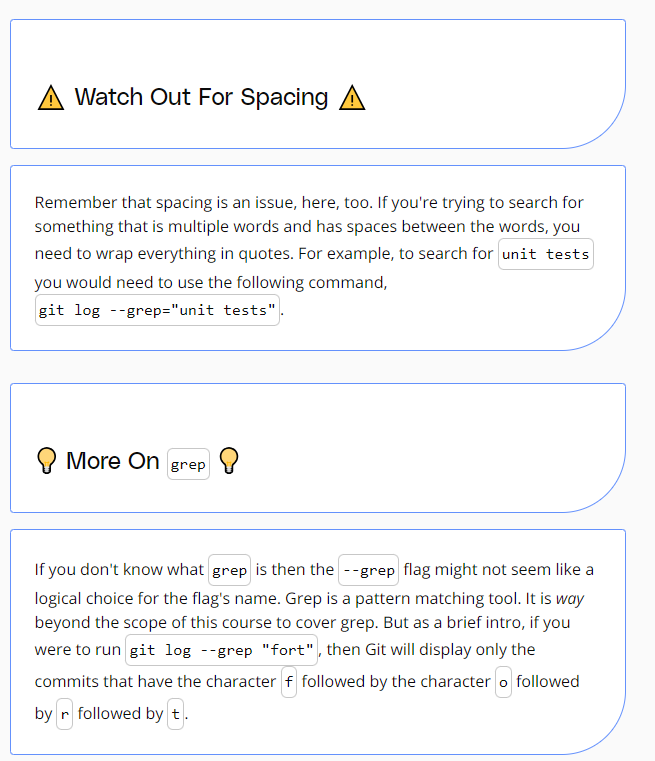 ⚠️ Watch Out For Spacing ⚠️
Remember that spacing is an issue, here, too. If you're trying to search for
something that is multiple words and has spaces between the words, you
need to wrap everything in quotes. For example, to search for unit tests
you would need to use the following command,
git log --grep="unit tests".
💡 More On grep 💡
If you don't know what grep is then the --grep flag might not seem like a
logical choice for the flag's name. Grep is a pattern matching tool. It is way
beyond the scope of this course to cover grep. But as a brief intro, if you
were to run git log --grep "fort", then Git will display only the
commits that have the character f followed by the character o followed
by r followed by t.